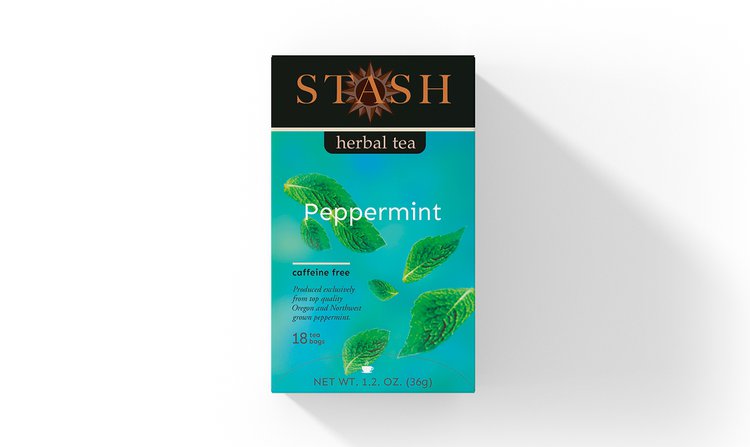 STASH
herbal tea
Peppermint
caffeine free
Produced exclusively
from top quality
Oregon and Northwest
grown peppermint.
18 tea
bags
NET WT. 1.2. OZ. (36g)